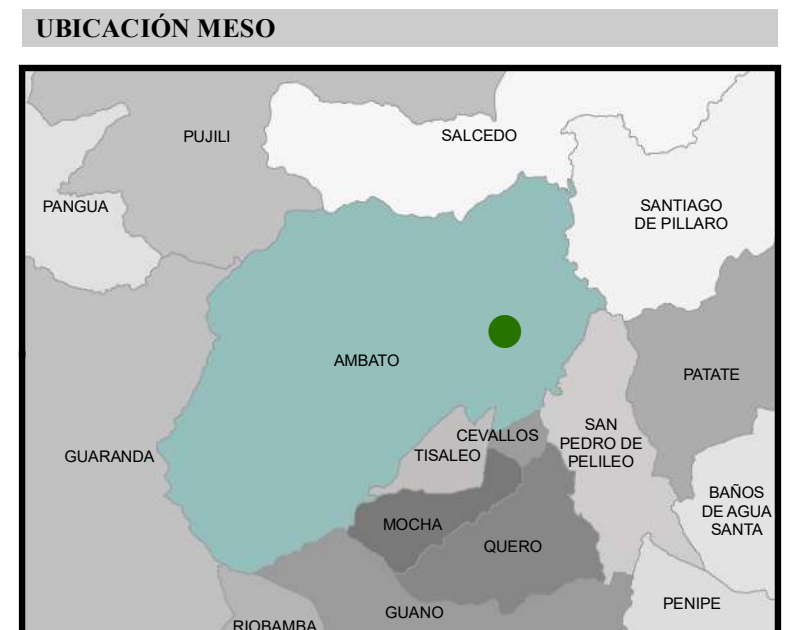 UBICACIÓN MESO
PUJILI
SALCEDO
PANGUA
SANTIAGO
DE PILLARO
AMBATO
PATATE
GUARANDA
CEVALLOS
TISALEO
SAN
PEDRO DE
PELILEO
BAÑOS
DE AGUA
SANTA
MOCHA
QUERO
PENIPE
GUANO
RIOBAMBA